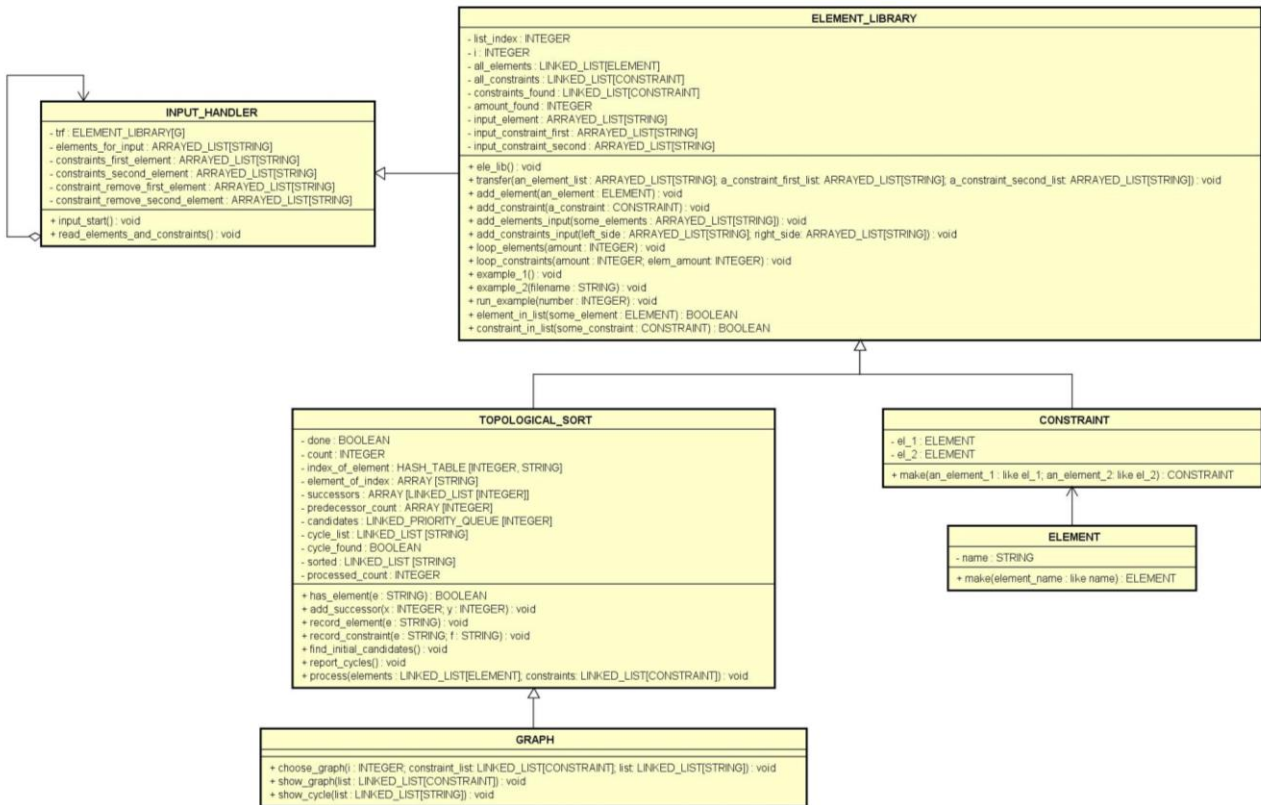 ELEMENT_LIBRARY
- list_index : INTEGER
- i : INTEGER
- all_elements : LINKED_LIST[ELEMENT]
- all_constraints : LINKED_LIST[CONSTRAINT]
- constraints_found : LINKED_LIST[CONSTRAINT]
- amount_found : INTEGER
- input_element : ARRAYED_LIST[STRING]
- input_constraint_first : ARRAYED_LIST[STRING]
- input_constraint_second : ARRAYED_LIST[STRING]
+ ele_lib() : void
+ transfer(an_element_list : ARRAYED_LIST[STRING]; a_constraint_first_list : ARRAYED_LIST[STRING]; a_constraint_second_list : ARRAYED_LIST[STRING]) : void
+ add_element(an_element : ELEMENT) : void
+ add_constraint(a_constraint : CONSTRAINT) : void
+ add_elements_input(some_elements : ARRAYED_LIST[STRING]) : void
+ add_constraints_input(left_side : ARRAYED_LIST[STRING]; right_side: ARRAYED_LIST[STRING]) : void
+ loop_elements(amount : INTEGER) : void
+ loop_constraints(amount : INTEGER; elem_amount: INTEGER) : void
+ example_1() : void
+ example_2(filename : STRING) : void
+ run_example(number : INTEGER) : void
+ element_in_list(some_element : ELEMENT) : BOOLEAN
+ constraint_in_list(some_constraint : CONSTRAINT) : BOOLEAN
INPUT_HANDLER
- trf : ELEMENT_LIBRARY[G]
- elements_for_input : ARRAYED_LIST[STRING]
- constraints_first_element : ARRAYED_LIST[STRING]
- constraints_second_element : ARRAYED_LIST[STRING]
- constraint_remove_first_element : ARRAYED_LIST[STRING]
- constraint_remove_second_element : ARRAYED_LIST[STRING]
+ input_start() : void
+ read_elements_and_constraints() : void
TOPOLOGICAL_SORT
- done : BOOLEAN
- count : INTEGER
- index_of_element : HASH_TABLE [INTEGER, STRING]
- element_of_index : ARRAY [STRING]
- successors : ARRAY [LINKED_LIST [INTEGER]]
- predecessor_count : ARRAY [INTEGER]
- candidates : LINKED_PRIORITY_QUEUE [INTEGER]
- cycle_list : LINKED_LIST [STRING]
- cycle_found : BOOLEAN
- sorted : LINKED_LIST [STRING]
- processed_count : INTEGER
+ has_element(e : STRING) : BOOLEAN
+ add_successor(x : INTEGER; y : INTEGER) : void
+ record_element(e : STRING) : void
+ record_constraint(e : STRING; f : STRING) : void
+ find_initial_candidates() : void
+ report_cycles() : void
+ process(elements : LINKED_LIST[ELEMENT]; constraints: LINKED_LIST[CONSTRAINT]) : void
CONSTRAINT
- el_1 : ELEMENT
- el_2 : ELEMENT
+ make(an_element_1 : like el_1; an_element_2: like el_2) : CONSTRAINT
ELEMENT
- name : STRING
+ make(element_name : like name) : ELEMENT
GRAPH
+ choose_graph(i : INTEGER; constraint_list: LINKED_LIST[CONSTRAINT]; list: LINKED_LIST[STRING]) : void
+ show_graph(list : LINKED_LIST[CONSTRAINT]) : void
+ show_cycle(list : LINKED_LIST[STRING]) : void